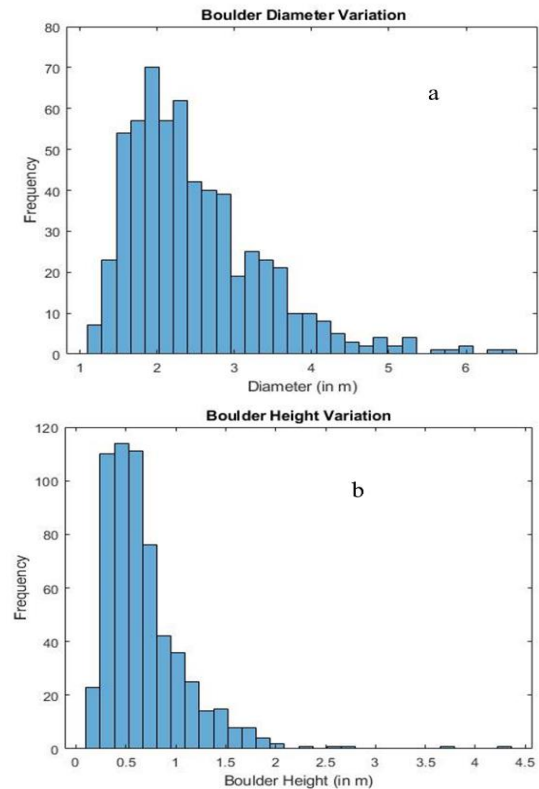 Boulder Diameter Variation
80
70
60
50
40
30
20
10
0
Frequency
a
1 2 3 4 5 6
Diameter (in m)
Boulder Height Variation
120
100
80
60
40
20
0
Frequency
b
0 0.5 1 1.5 2 2.5 3 3.5 4 4.5
Boulder Height (in m)